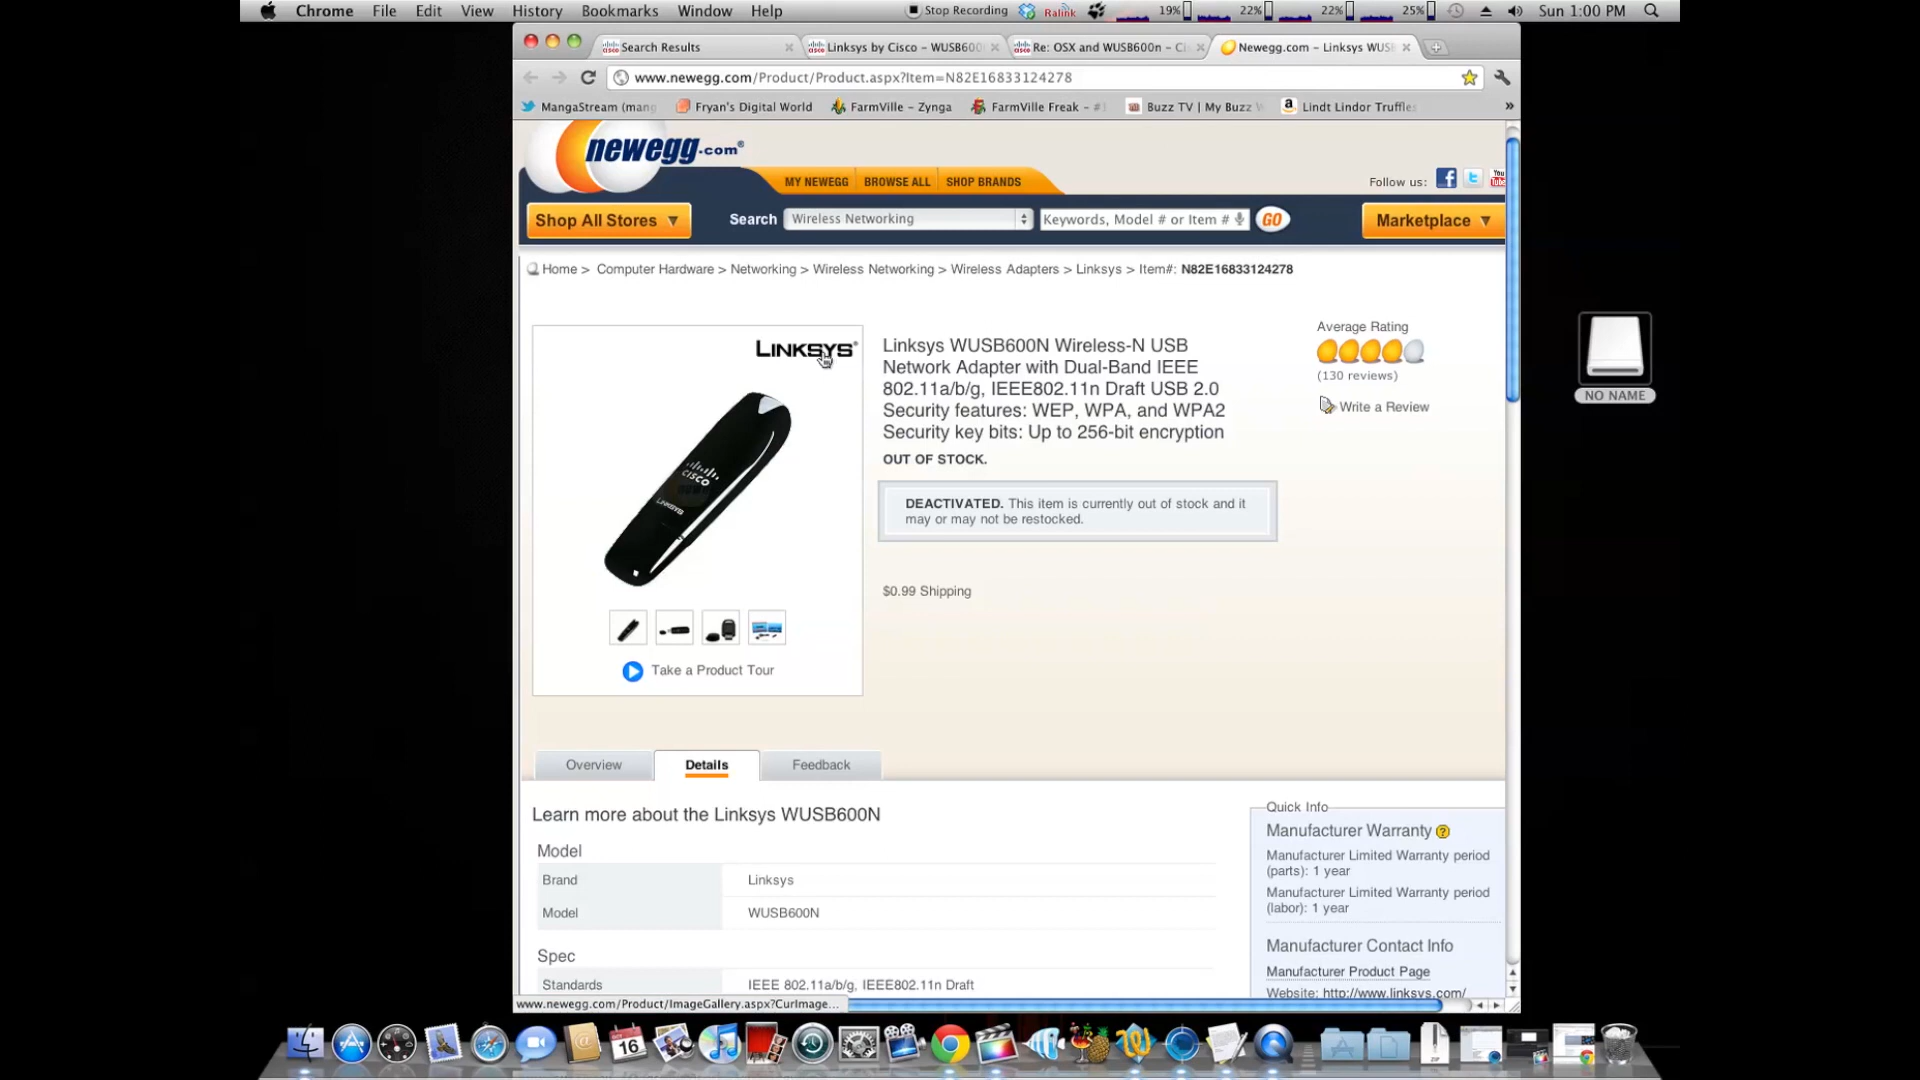 Chrome File Edit View History Bookmarks Window Help Stop Recording Ralink 19% 22% 22% 25% Sun 1:00 PM
Search Results Linksys by Cisco – WUSB600 Re: OSX and WUSB600n – Ci Newegg.com – Linksys WUSB
www.newegg.com/Product/Product.aspx?Item=N82E16833124278
MangaStream (mang Fryan's Digital World FarmVille – Zynga FarmVille Freak – # Buzz TV | My Buzz Lindt Lindor Truffles »
newegg.com
MY NEWEGG BROWSE ALL SHOP BRANDS Follow us: You Tube
Shop All Stores Search Wireless Networking Keywords, Model # or Item # GO Marketplace
Home > Computer Hardware > Networking > Wireless Networking > Wireless Adapters > Linksys > Item#: N82E16833124278
LINKSYS®
CISCO
LINKSYS
Take a Product Tour
Linksys WUSB600N Wireless-N USB
Network Adapter with Dual-Band IEEE
802.11a/b/g, IEEE802.11n Draft USB 2.0
Security features: WEP, WPA, and WPA2
Security key bits: Up to 256-bit encryption
OUT OF STOCK.
DEACTIVATED. This item is currently out of stock and it
may or may not be restocked.
$0.99 Shipping
Average Rating
(130 reviews)
Write a Review
NO NAME
Overview Details Feedback
Learn more about the Linksys WUSB600N
Model
Brand Linksys
Model WUSB600N
Spec
Standards IEEE 802.11a/b/g, IEEE802.11n Draft
Quick Info
Manufacturer Warranty ?
Manufacturer Limited Warranty period
(parts): 1 year
Manufacturer Limited Warranty period
(labor): 1 year
Manufacturer Contact Info
Manufacturer Product Page
Website: http://www.linksys.com/
www.newegg.com/Product/ImageGallery.aspx?CurImage...
16
ZIP